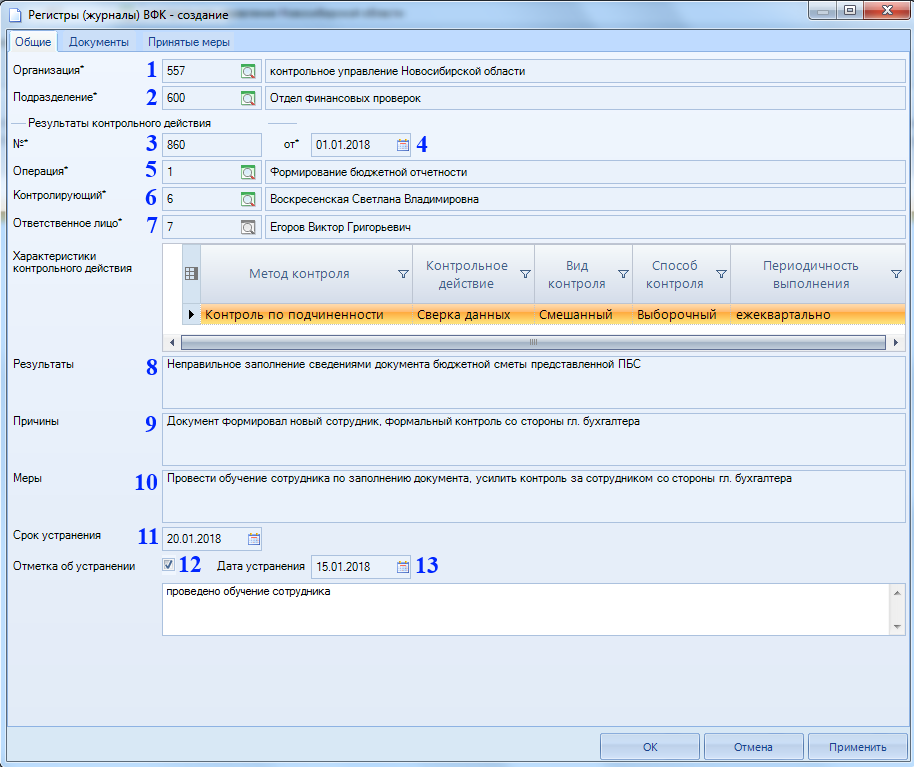 Регистры (журналы) ВФК - создание
Общие Документы Принятые меры
Организация* 1 557 контрольное управление Новосибирской области
Подразделение* 2 600 Отдел финансовых проверок
Результаты контрольного действия
№* 3 860 от* 01.01.2018 4
Операция* 5 1 Формирование бюджетной отчетности
Контролирующий* 6 6 Воскресенская Светлана Владимировна
Ответственное лицо* 7 7 Егоров Виктор Григорьевич
Характеристики
контрольного действия
Метод контроля Контрольное действие Вид контроля Способ контроля Периодичность выполнения
Контроль по подчиненности Сверка данных Смешанный Выборочный ежеквартально
Результаты 8 Неправильное заполнение сведениями документа бюджетной сметы представленной ПБС
Причины 9 Документ формировал новый сотрудник, формальный контроль со стороны гл. бухгалтера
Меры 10 Провести обучение сотрудника по заполнению документа, усилить контроль за сотрудником со стороны гл. бухгалтера
Срок устранения 11 20.01.2018
Отметка об устранении 12 Дата устранения 15.01.2018 13
проведено обучение сотрудника
ОК Отмена Применить